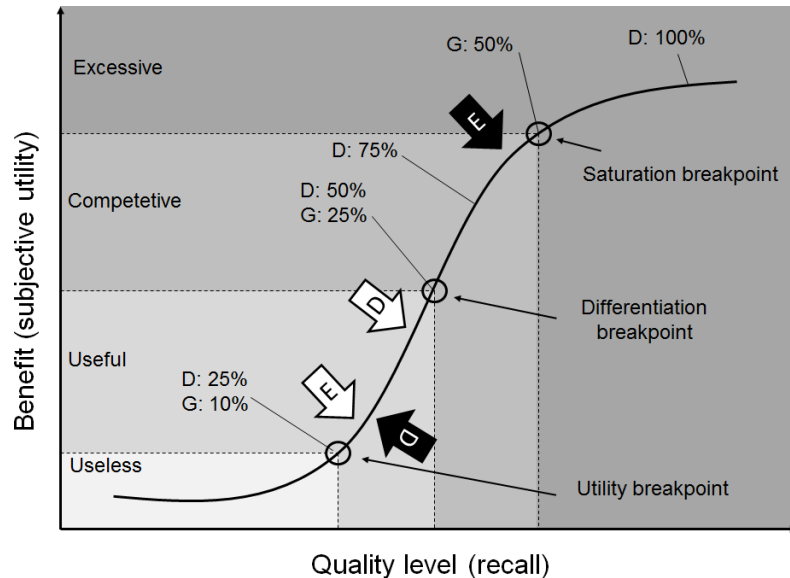 G: 50%
D: 100%
Excessive
E
D: 75%
Saturation breakpoint
D: 50%
G: 25%
Competetive
D
Differentiation
breakpoint
Useful
D: 25%
G: 10%
E
D
Useless
Utility breakpoint
Benefit (subjective utility)
Quality level (recall)